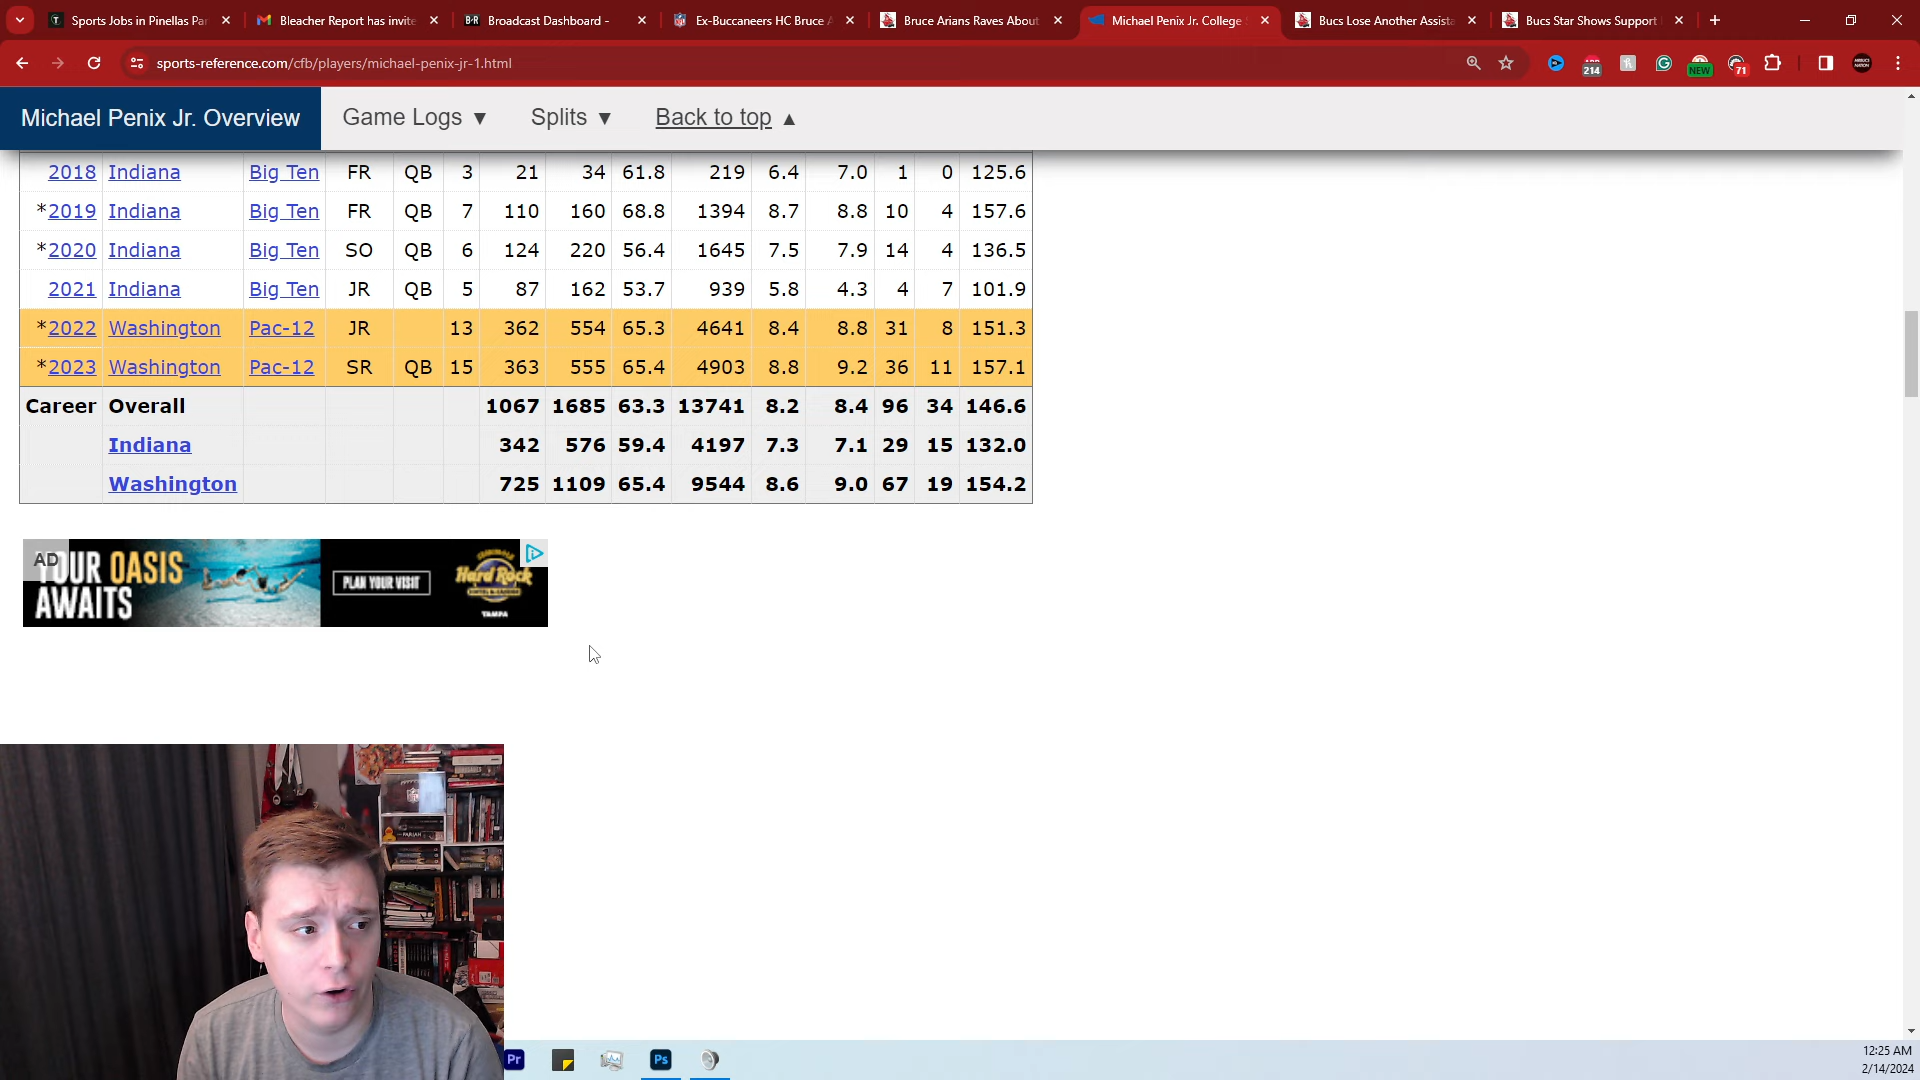 Sports Jobs in Pinellas Par
Bleacher Report has invite
B/R
Broadcast Dashboard -
Ex-Buccaneers HC Bruce A
Bruce Arians Raves About
Michael Penix Jr. College S
Bucs Lose Another Assista
Bucs Star Shows Support
sports-reference.com/cfb/players/michael-penix-jr-1.html
214
NEW
71
Michael Penix Jr. Overview
Game Logs ▼
Splits ▼
Back to top ▲
2018 Indiana Big Ten FR QB 3 21 34 61.8 219 6.4 7.0 1 0 125.6
*2019 Indiana Big Ten FR QB 7 110 160 68.8 1394 8.7 8.8 10 4 157.6
*2020 Indiana Big Ten SO QB 6 124 220 56.4 1645 7.5 7.9 14 4 136.5
2021 Indiana Big Ten JR QB 5 87 162 53.7 939 5.8 4.3 4 7 101.9
*2022 Washington Pac-12 JR 13 362 554 65.3 4641 8.4 8.8 31 8 151.3
*2023 Washington Pac-12 SR QB 15 363 555 65.4 4903 8.8 9.2 36 11 157.1
Career Overall 1067 1685 63.3 13741 8.2 8.4 96 34 146.6
Indiana 342 576 59.4 4197 7.3 7.1 29 15 132.0
Washington 725 1109 65.4 9544 8.6 9.0 67 19 154.2
AD
YOUR OASIS
AWAITS
PLAN YOUR VISIT
Hard Rock
TAMPA
Pr
Ps
12:25 AM
2/14/2024